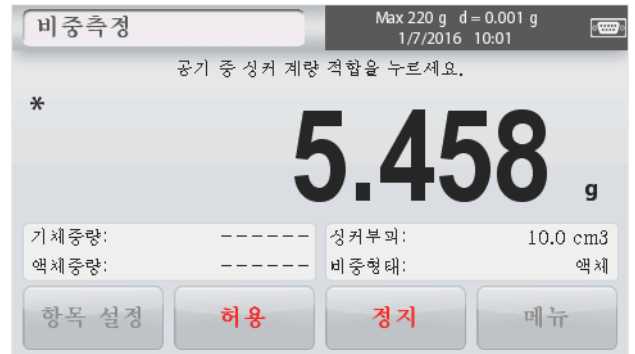 비중측정
Max 220 g d = 0.001 g
1/7/2016 10:01
공기 중 싱커 계량 적합을 누르세요.
*
5.458 g
기체중량: ------ 싱커부픠: 10.0 cm3
액체중량: ------ 비중형태: 액체
항목 설정 허용 정지 메뉴